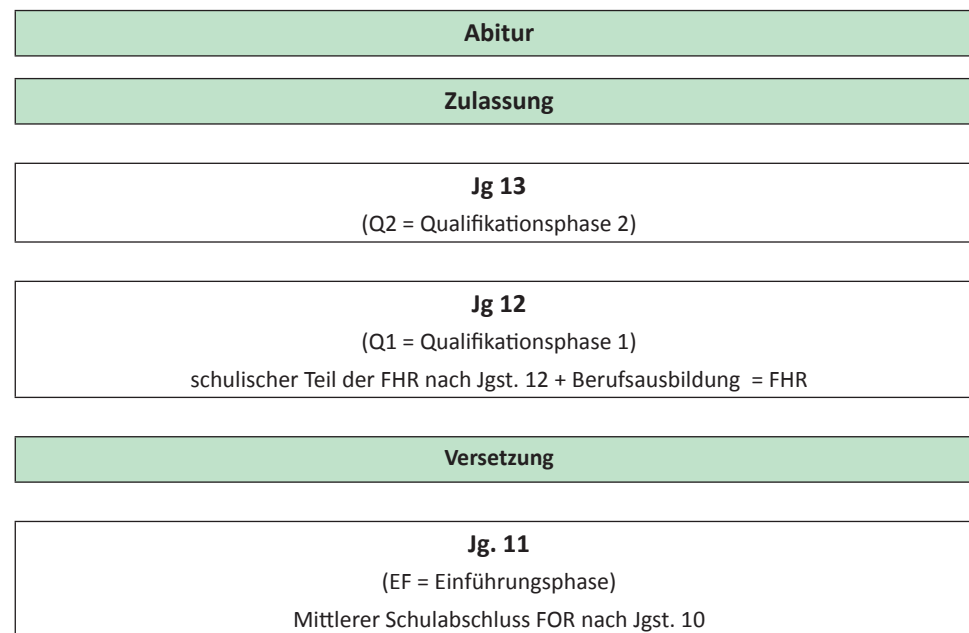 Abitur
Zulassung
Jg 13
(Q2 = Qualifikationsphase 2)
Jg 12
(Q1 = Qualifikationsphase 1)
schulischer Teil der FHR nach Jgst. 12 + Berufsausbildung = FHR
Versetzung
Jg. 11
(EF = Einführungsphase)
Mittlerer Schulabschluss FOR nach Jgst. 10